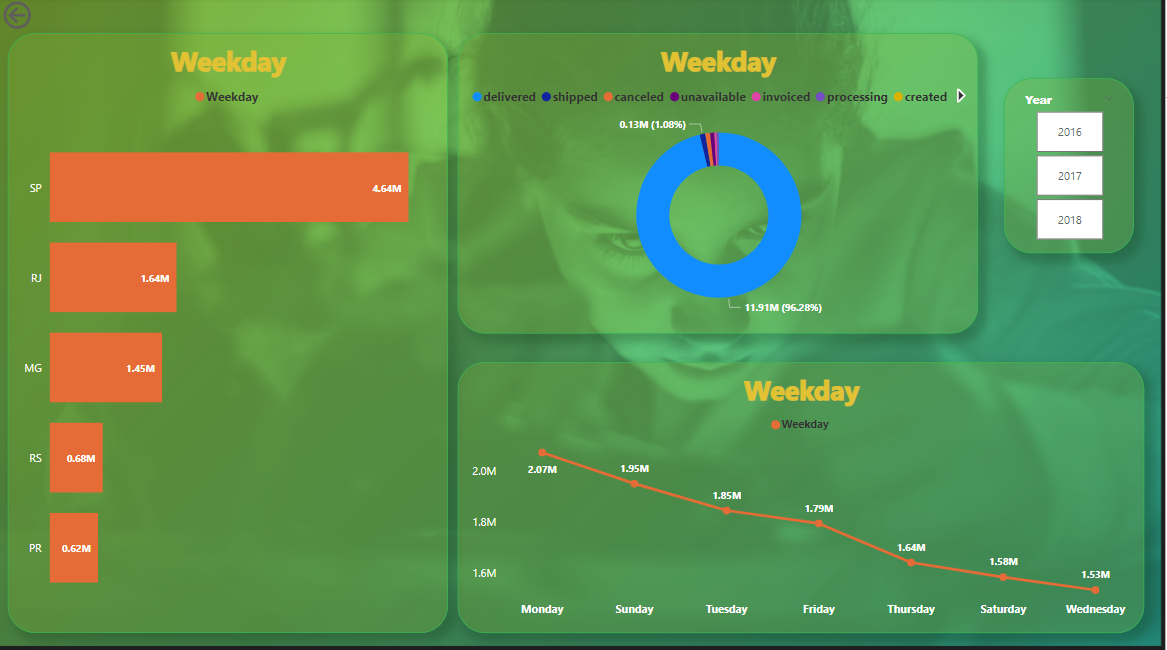 Weekday
Weekday
SP 4.64M
RJ 1.64M
MG 1.45M
RS 0.68M
PR 0.62M
Weekday
delivered shipped canceled unavailable invoiced processing created
0.13M (1.08%)
11.91M (96.28%)
Year
2016
2017
2018
Weekday
Weekday
2.0M
1.8M
1.6M
2.07M
1.95M
1.85M
1.79M
1.64M
1.58M
1.53M
Monday Sunday Tuesday Friday Thursday Saturday Wednesday